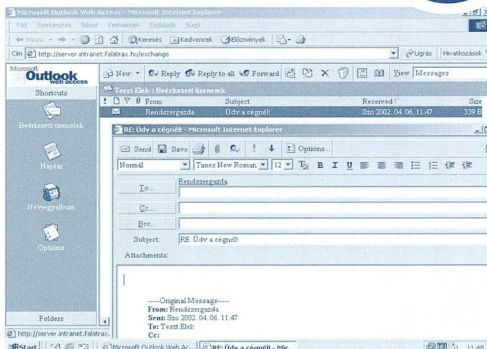 Microsoft Outlook Web Access - Microsoft Internet Explorer
Fájl Szerkesztés Nézet Kedvencek Eszközök Súgó
Vissza Keresés Kedvencek Előzmények
Cím http://server.intranet.falatrax.hu/exchange Ugrás Hivatkozások
Microsoft Outlook web access
New Reply Reply to all Forward View Messages
Shortcuts
Teszt Elek : Beérkezett üzenetek
! From Subject Received Size
Rendszergazda Üdv a cégnél! Szo 2002. 04. 06. 11:47 359 B
Beérkezett üzenetek
Naptár
Névjegyalbum
Options
Folders
RE: Üdv a cégnél! - Microsoft Internet Explorer
Send Save Options...
Normál Times New Roman 12 B I U
To... Rendszergazda
Cc...
Bcc...
Subject: RE: Üdv a cégnél!
Attachments:
-----Original Message-----
From: Rendszergazda
Sent: Szo 2002. 04. 06. 11:47
To: Teszt Elek
Cc:
http://server.intranet.falatrax.
Start Microsoft Outlook Web Ac... RE: Üdv a cégnél! - Mic... 11:48